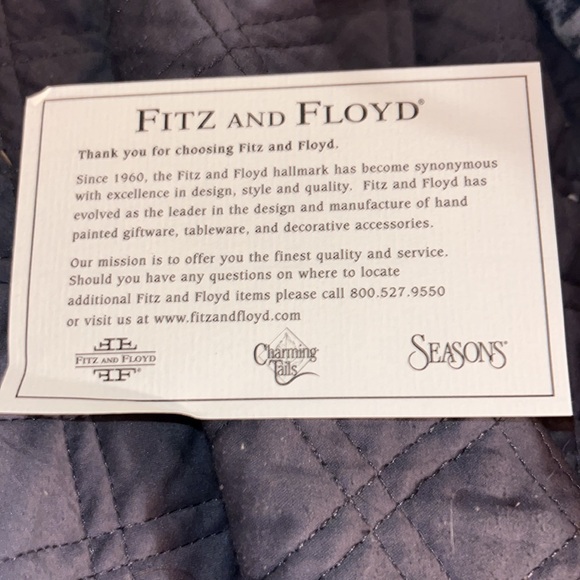 FITZ AND FLOYD®
Thank you for choosing Fitz and Floyd.
Since 1960, the Fitz and Floyd hallmark has become synonymous
with excellence in design, style and quality. Fitz and Floyd has
evolved as the leader in the design and manufacture of hand
painted giftware, tableware, and decorative accessories.
Our mission is to offer you the finest quality and service.
Should you have any questions on where to locate
additional Fitz and Floyd items please call 800.527.9550
or visit us at www.fitzandfloyd.com
FF
FITZ AND FLOYD
FF®
Charming
Tails
SEASONS®